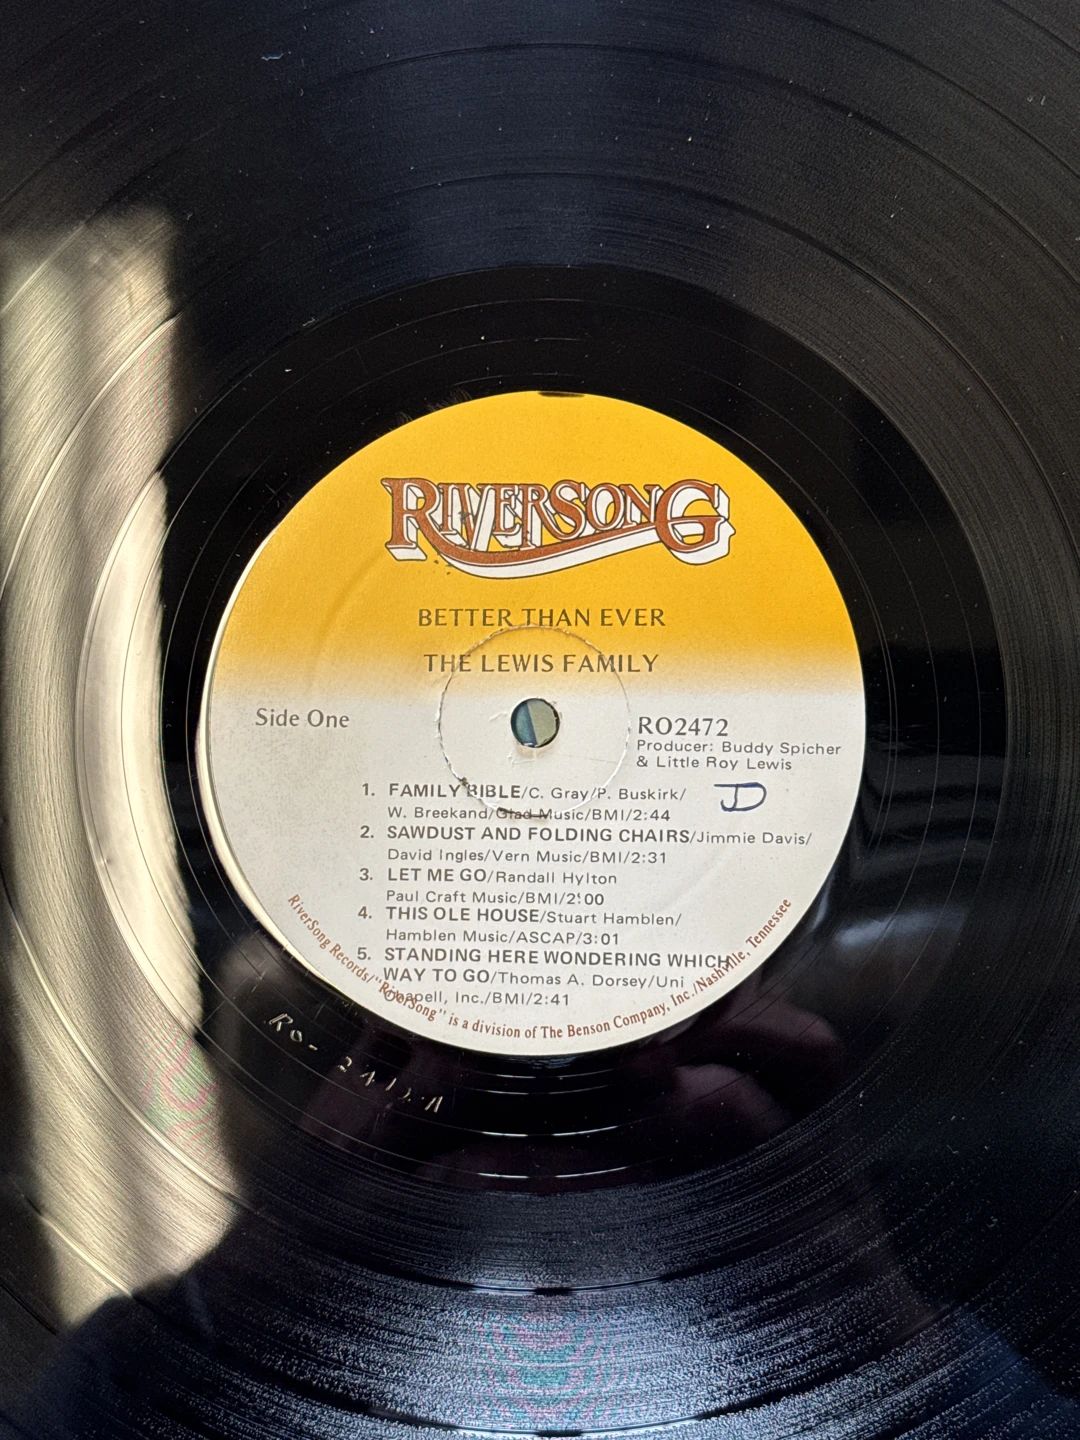 RIVERSONG
BETTER THAN EVER
THE LEWIS FAMILY
Side One
RO2472
Producer: Buddy Spicher
& Little Roy Lewis
D
1. FAMILY BIBLE/C. Gray/P. Buskirk/
W. Breekand/Glad Music/BMI/2:44
2. SAWDUST AND FOLDING CHAIRS/Jimmie Davis/
David Ingles/Vern Music/BMI/2:31
3. LET ME GO/Randall Hylton
Paul Craft Music/BMI/2:00
4. THIS OLE HOUSE/Stuart Hamblen/
Hamblen Music/ASCAP/3:01
5. STANDING HERE WONDERING WHICH
WAY TO GO/Thomas A. Dorsey/Uni
Chapell, Inc./BMI/2:41
RiverSong Records/"RiverSong" is a division of The Benson Company, Inc./Nashville, Tennessee